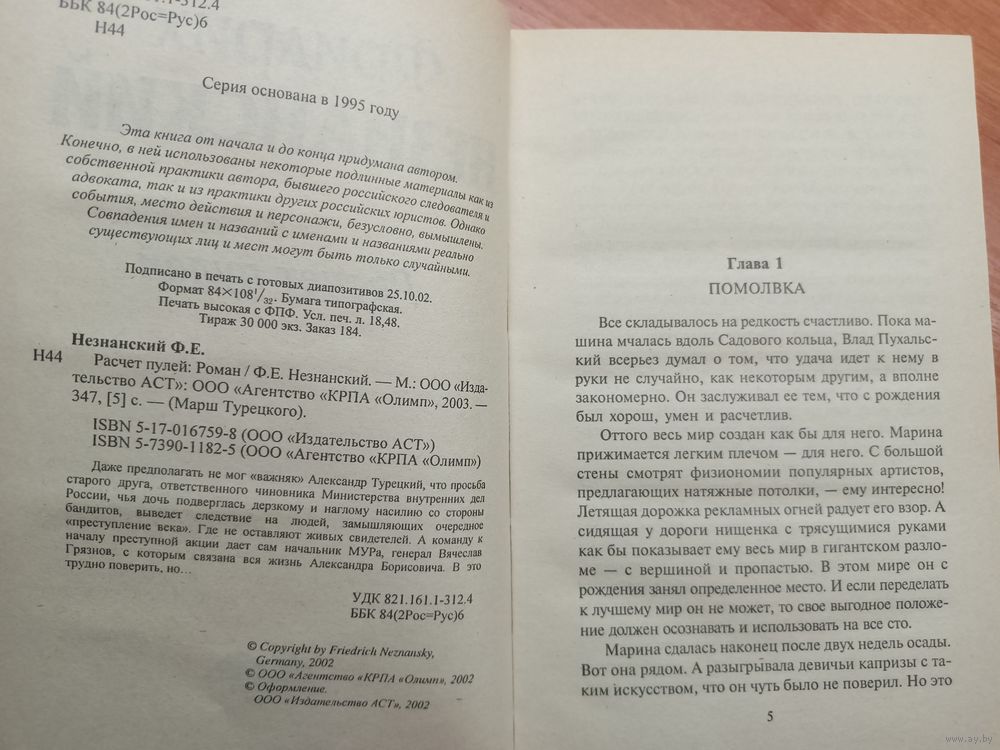 .1-312.4
ББК 84(2Рос=Рус)6
Н44
Серия основана в 1995 году
Эта книга от начала и до конца придумана автором.
Конечно, в ней использованы некоторые подлинные материалы как из
собственной практики автора, бывшего российского следователя и
адвоката, так и из практики других российских юристов. Однако
события, место действия и персонажи, безусловно, вымышлены.
Совпадения имен и названий с именами и названиями реально
существующих лиц и мест могут быть только случайными.
Подписано в печать с готовых диапозитивов 25.10.02.
Формат 84×108¹/₃₂. Бумага типографская.
Печать высокая с ФПФ. Усл. печ. л. 18,48.
Тираж 30 000 экз. Заказ 184.
Незнанский Ф.Е.
Н44 Расчет пулей: Роман / Ф.Е. Незнанский. — М.: ООО «Изда-
тельство АСТ»: ООО «Агентство «КРПА «Олимп», 2003. —
347, [5] с. — (Марш Турецкого).
ISBN 5-17-016759-8 (ООО «Издательство АСТ»)
ISBN 5-7390-1182-5 (ООО «Агентство «КРПА «Олимп»)
Даже предполагать не мог «важняк» Александр Турецкий, что просьба
старого друга, ответственного чиновника Министерства внутренних дел
России, чья дочь подверглась дерзкому и наглому насилию со стороны
бандитов, выведет следствие на людей, замышляющих очередное
«преступление века». Где не оставляют живых свидетелей. А команду к
началу преступной акции дает сам начальник МУРа, генерал Вячеслав
Грязнов, с которым связана вся жизнь Александра Борисовича. В это
трудно поверить, но...
УДК 821.161.1-312.4
ББК 84(2Рос=Рус)6
© Copyright by Friedrich Neznansky,
Germany, 2002
© ООО «Агентство «КРПА «Олимп», 2002
© Оформление.
ООО «Издательство АСТ», 2002
Глава 1
ПОМОЛВКА
Все складывалось на редкость счастливо. Пока ма-
шина мчалась вдоль Садового кольца, Влад Пухаль-
ский всерьез думал о том, что удача идет к нему в
руки не случайно, как некоторым другим, а вполне
закономерно. Он заслуживал ее тем, что с рождения
был хорош, умен и расчетлив.
Оттого весь мир создан как бы для него. Марина
прижимается легким плечом — для него. С большой
стены смотрят физиономии популярных артистов,
предлагающих натяжные потолки, — ему интересно!
Летящая дорожка рекламных огней радует его взор. А
сидящая у дороги нищенка с трясущимися руками
как бы показывает ему весь мир в гигантском разло-
ме — с вершиной и пропастью. В этом мире он с
рождения занял определенное место. И если переделать
к лучшему мир он не может, то свое выгодное положе-
ние должен осознавать и использовать на все сто.
Марина сдалась наконец после двух недель осады.
Вот она рядом. А разыгрывала девичьи капризы с та-
ким искусством, что он чуть было не поверил. Но это
5
www.ay.by